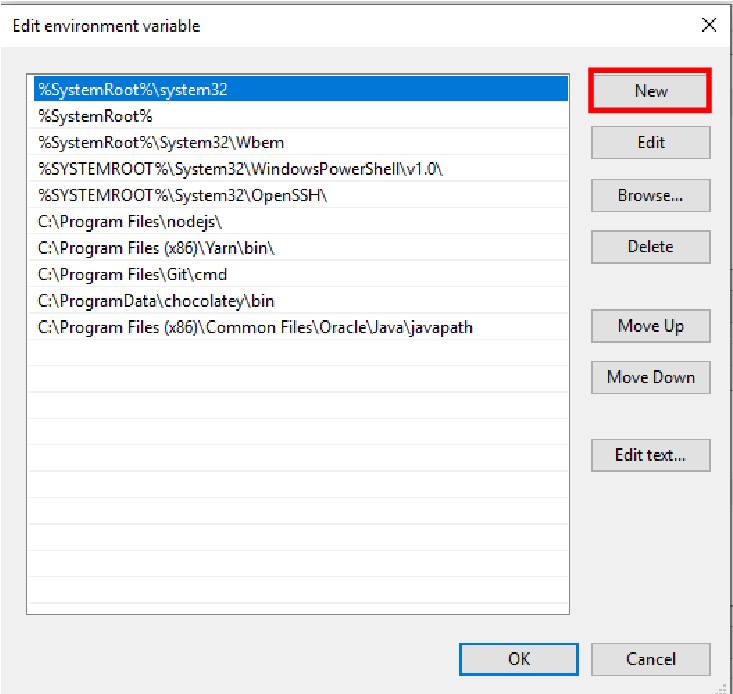 Edit environment variable
%SystemRoot%\system32
%SystemRoot%
%SystemRoot%\System32\Wbem
%SYSTEMROOT%\System32\WindowsPowerShell\v1.0\
%SYSTEMROOT%\System32\OpenSSH\
C:\Program Files\nodejs\
C:\Program Files (x86)\Yarn\bin\
C:\Program Files\Git\cmd
C:\ProgramData\chocolatey\bin
C:\Program Files (x86)\Common Files\Oracle\Java\javapath
New
Edit
Browse...
Delete
Move Up
Move Down
Edit text...
OK
Cancel